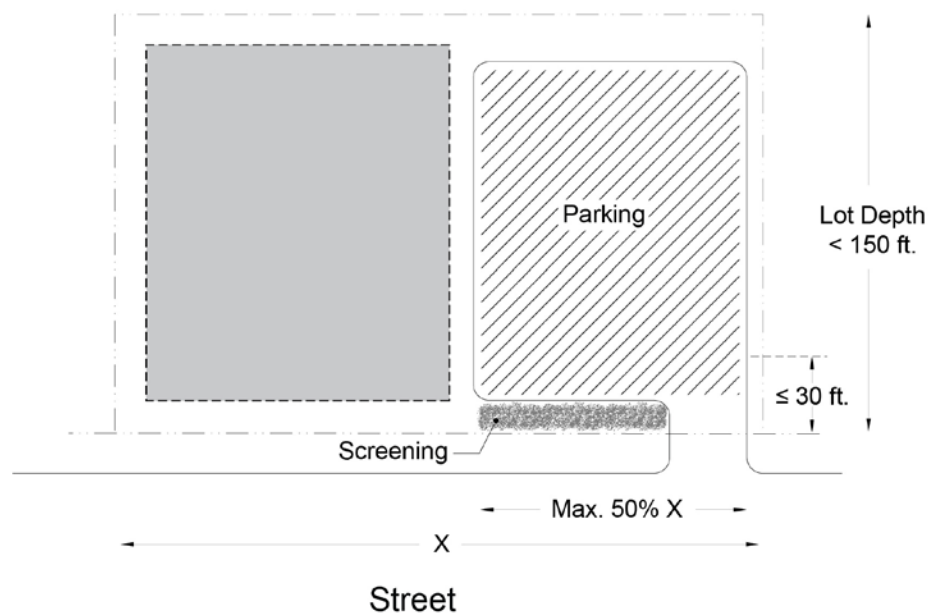 Parking
Lot Depth
< 150 ft.
≤ 30 ft.
Screening
Max. 50% X
X
Street